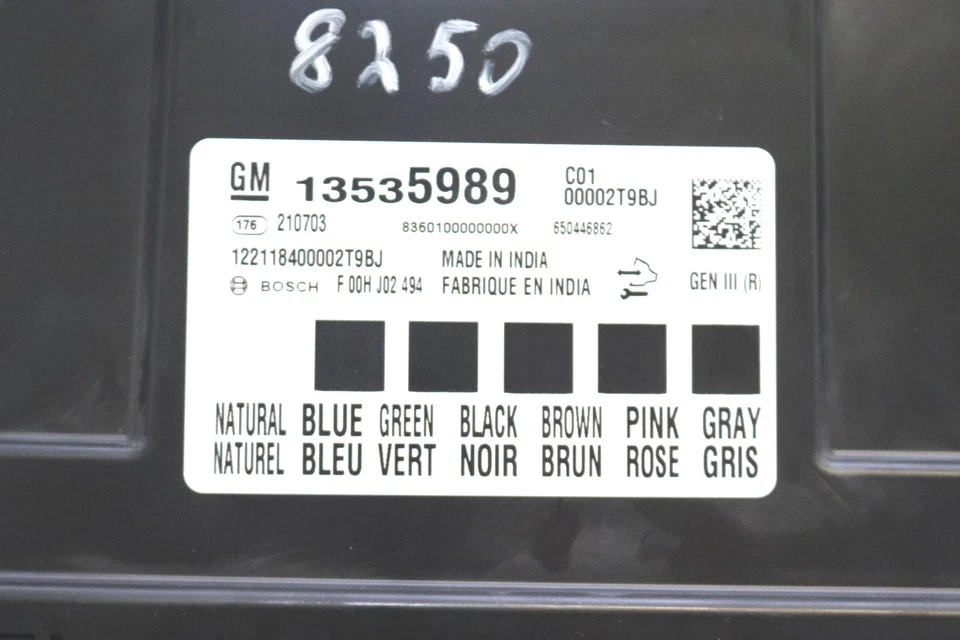 8250
GM 13535989 C01
00002T9BJ
176 210703 8360100000000X 650446862
122118400002T9BJ MADE IN INDIA
BOSCH F 00H J02 494 FABRIQUE EN INDIA GEN III (R)
NATURAL BLUE GREEN BLACK BROWN PINK GRAY
NATUREL BLEU VERT NOIR BRUN ROSE GRIS